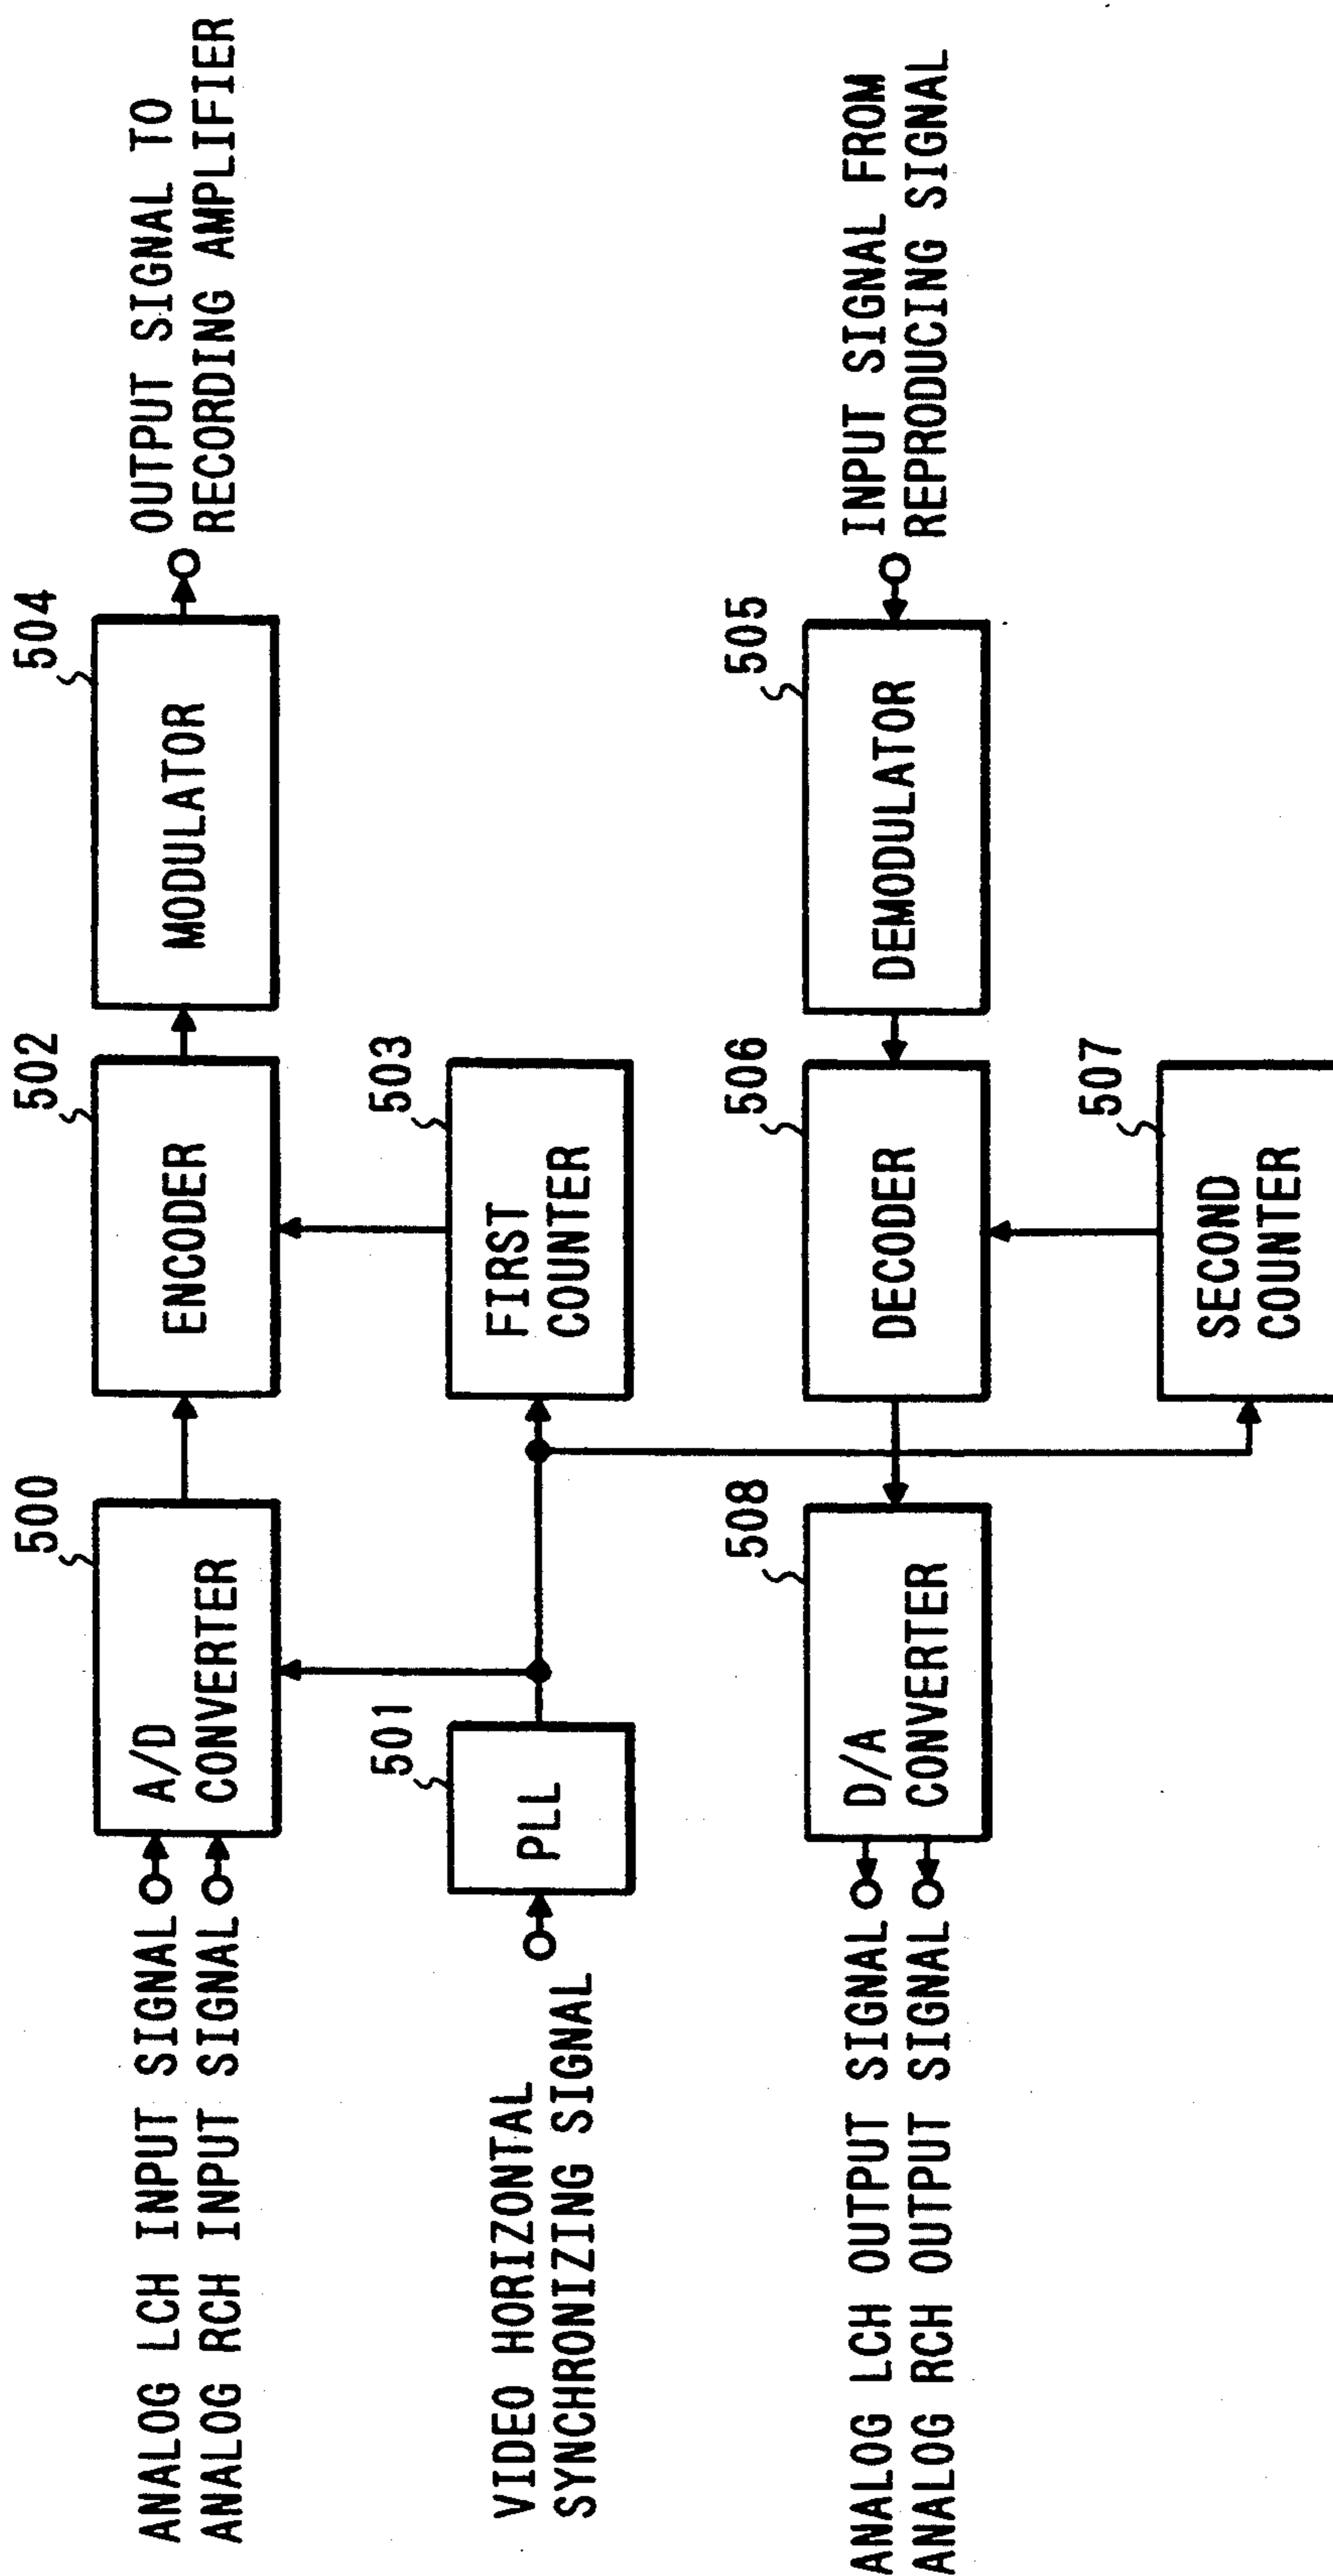 ANALOG LCH INPUT SIGNAL
ANALOG RCH INPUT SIGNAL
500
A/D
CONVERTER
502
ENCODER
504
MODULATOR
OUTPUT SIGNAL TO
RECORDING AMPLIFIER
VIDEO HORIZONTAL
SYNCHRONIZING SIGNAL
501
PLL
503
FIRST
COUNTER
ANALOG LCH OUTPUT SIGNAL
ANALOG RCH OUTPUT SIGNAL
508
D/A
CONVERTER
506
DECODER
505
DEMODULATOR
INPUT SIGNAL FROM
REPRODUCING SIGNAL
507
SECOND
COUNTER